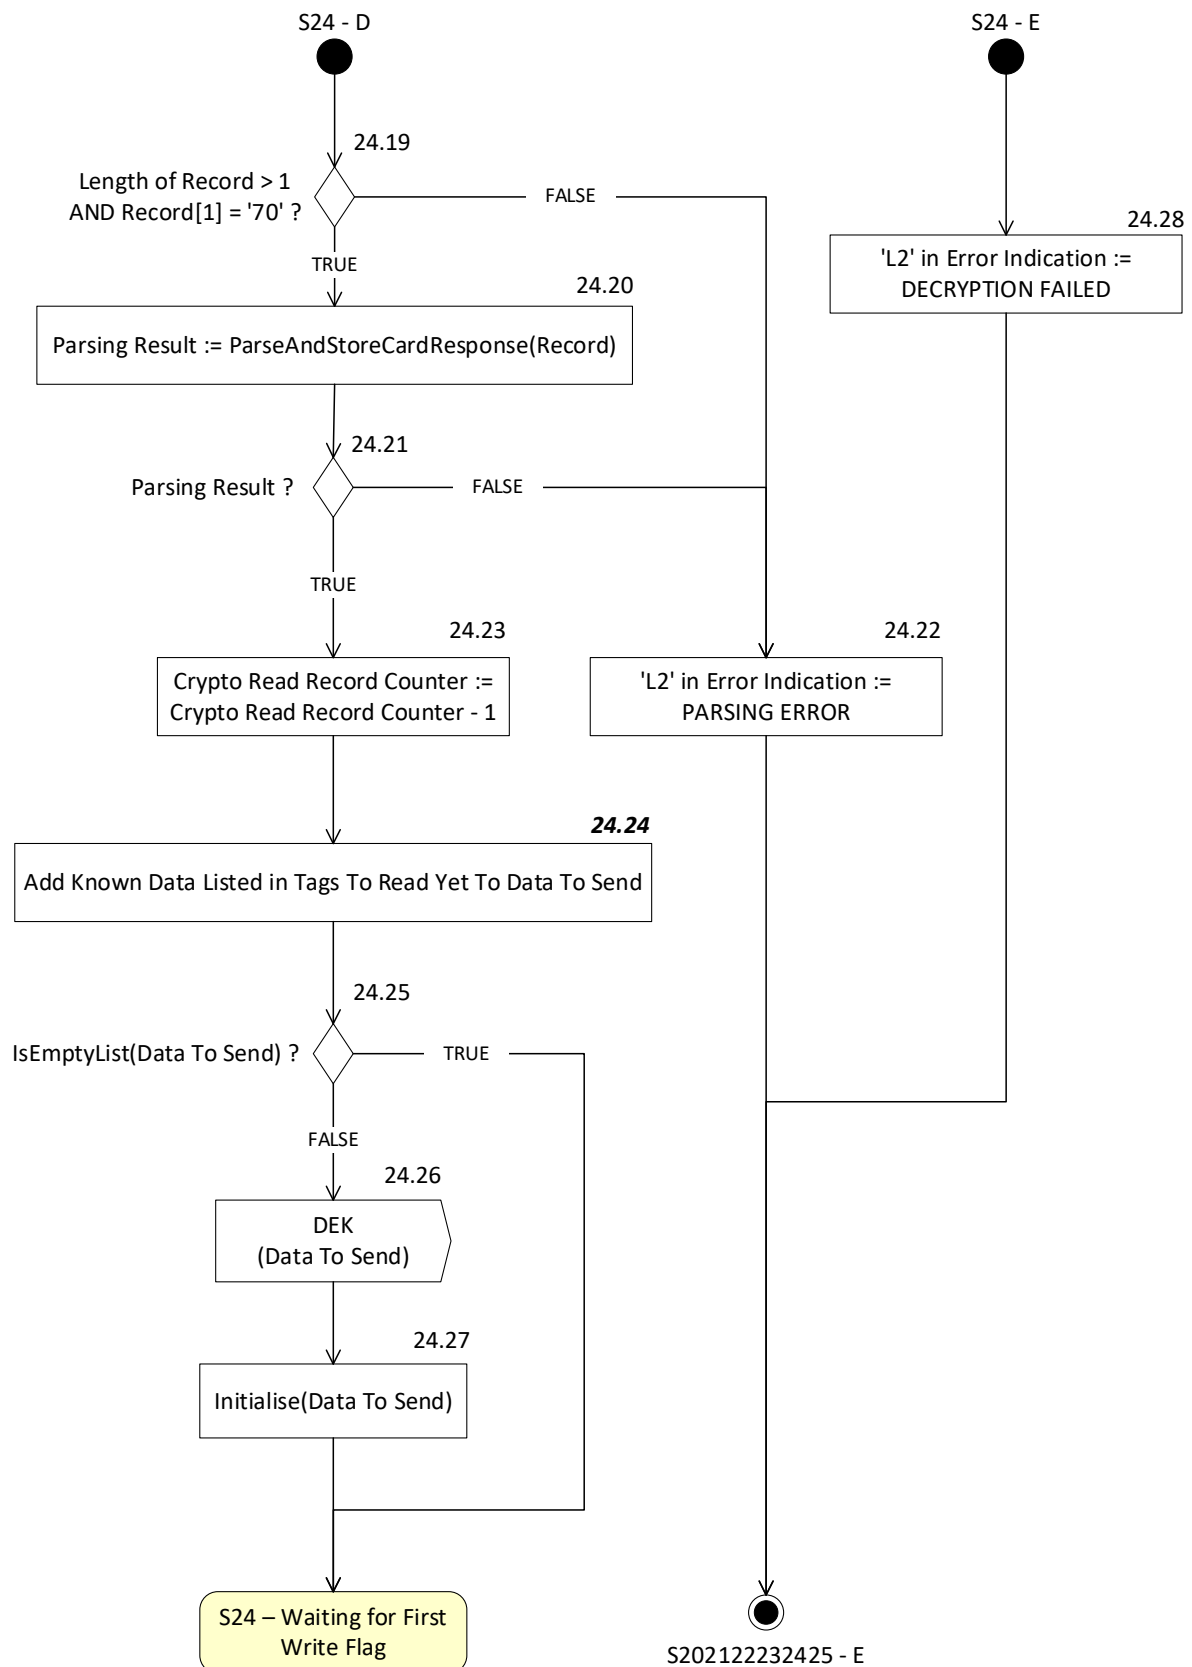 S24 - D
S24 - E
24.19
Length of Record > 1
AND Record[1] = '70' ?
FALSE
TRUE
24.28
'L2' in Error Indication :=
DECRYPTION FAILED
24.20
Parsing Result := ParseAndStoreCardResponse(Record)
24.21
Parsing Result ?
FALSE
TRUE
24.23
Crypto Read Record Counter :=
Crypto Read Record Counter - 1
24.22
'L2' in Error Indication :=
PARSING ERROR
24.24
Add Known Data Listed in Tags To Read Yet To Data To Send
24.25
IsEmptyList(Data To Send) ?
TRUE
FALSE
24.26
DEK
(Data To Send)
24.27
Initialise(Data To Send)
S24 – Waiting for First
Write Flag
S202122232425 - E